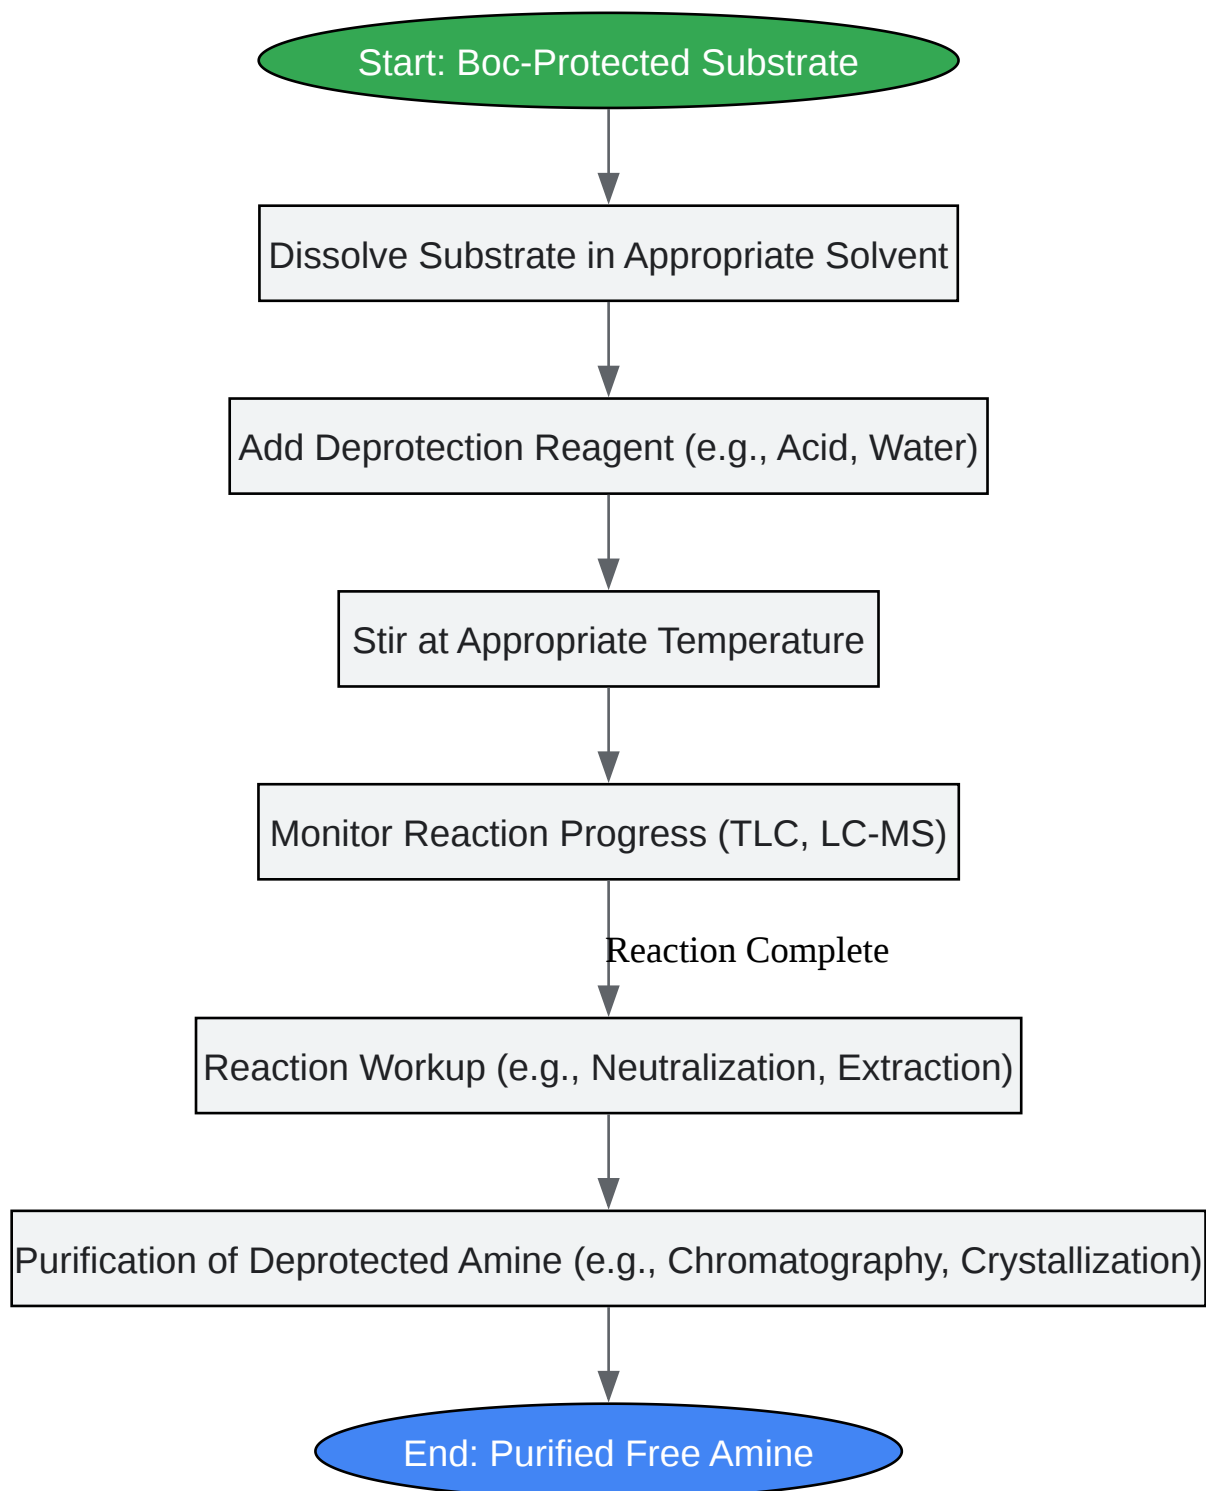 Start: Boc-Protected Substrate
Dissolve Substrate in Appropriate Solvent
Add Deprotection Reagent (e.g., Acid, Water)
Stir at Appropriate Temperature
Monitor Reaction Progress (TLC, LC-MS)
Reaction Complete
Reaction Workup (e.g., Neutralization, Extraction)
Purification of Deprotected Amine (e.g., Chromatography, Crystallization)
End: Purified Free Amine